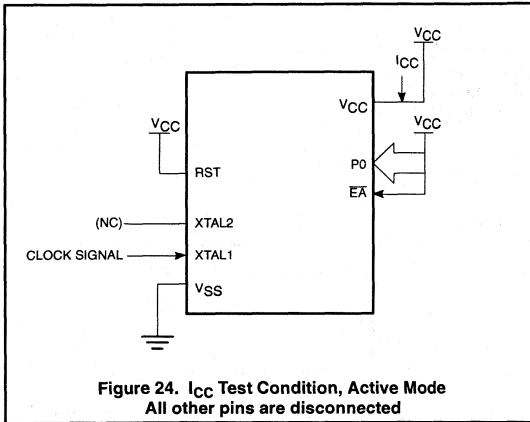 VCC
ICC
VCC
VCC
VCC
P0
RST
EA
(NC)
XTAL2
CLOCK SIGNAL
XTAL1
VSS
Figure 24. ICC Test Condition, Active Mode
All other pins are disconnected